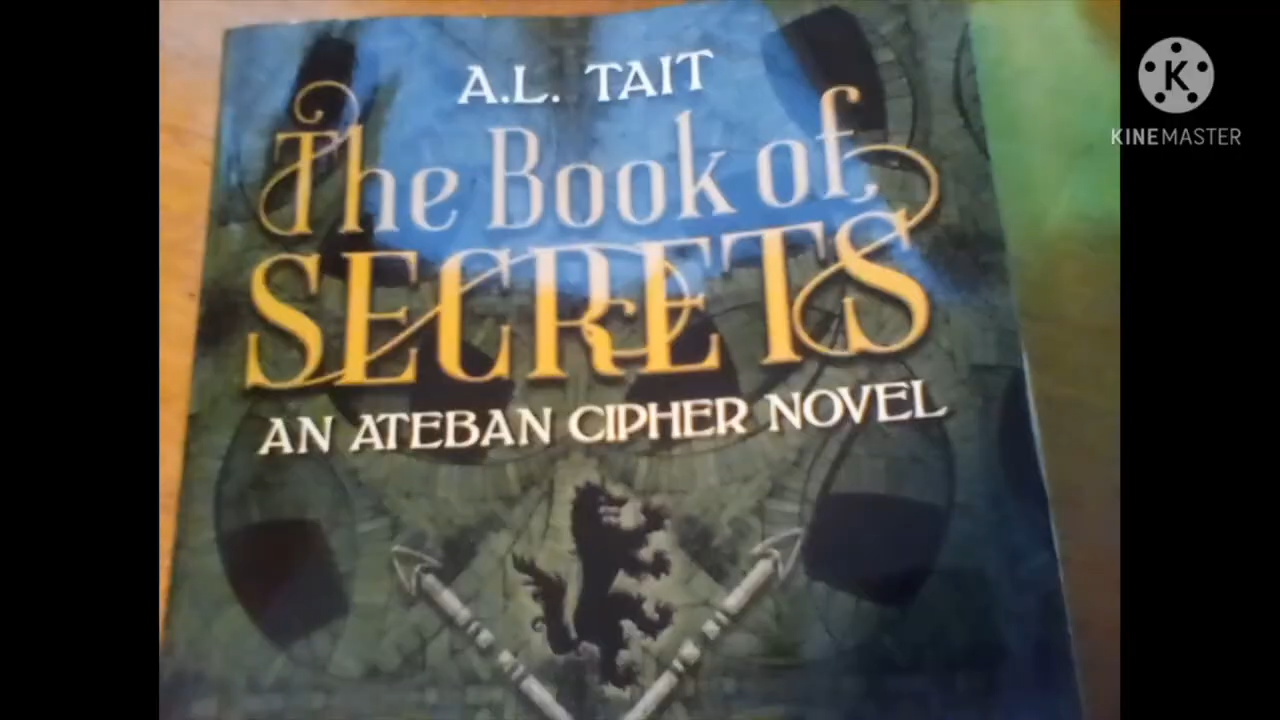 A.L. TAIT
The Book of
SECRETS
AN ATEBAN CIPHER NOVEL
K
KINEMASTER